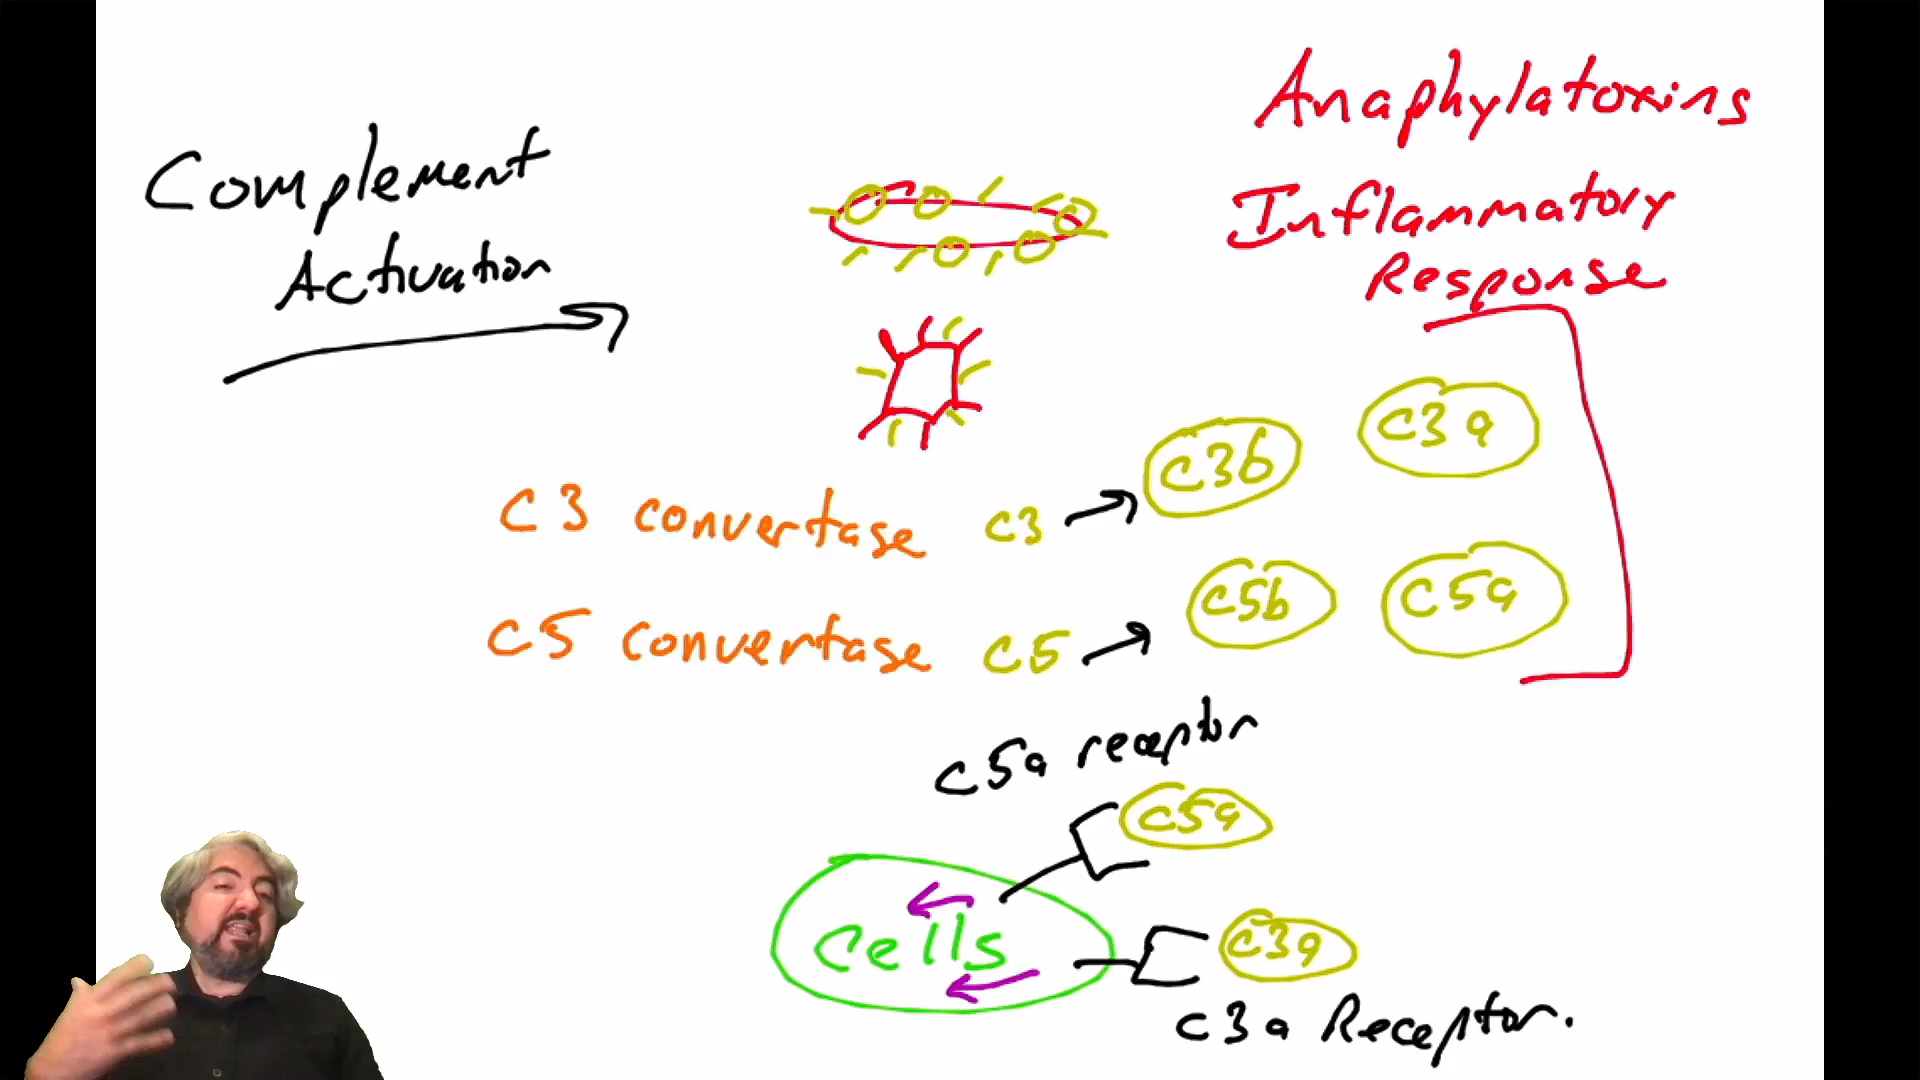 Anaphylatoxins
Complement
Activation
Inflammatory
Response
C3b C3a
C3 convertase C3
C5b C5a
C5 convertase C5
C5a receptor
C5a
cells
C3a
C3a Receptor.